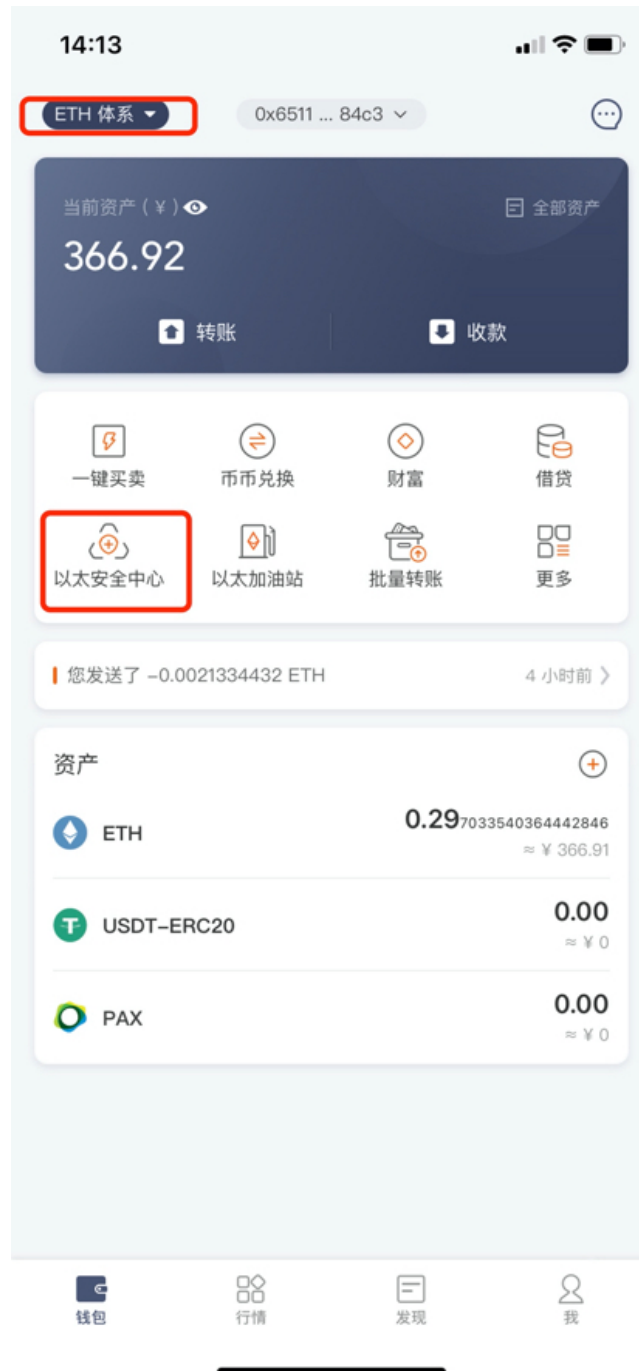 14:13
ETH 体系
0x6511 ... 84c3
当前资产 (¥)
全部资产
366.92
转账
收款
一键买卖
币币兑换
财富
借贷
以太安全中心
以太加油站
批量转账
更多
您发送了 -0.0021334432 ETH
4 小时前
资产
ETH
0.297033540364442846
≈ ¥ 366.91
USDT-ERC20
0.00
≈ ¥ 0
PAX
0.00
≈ ¥ 0
钱包
行情
发现
我